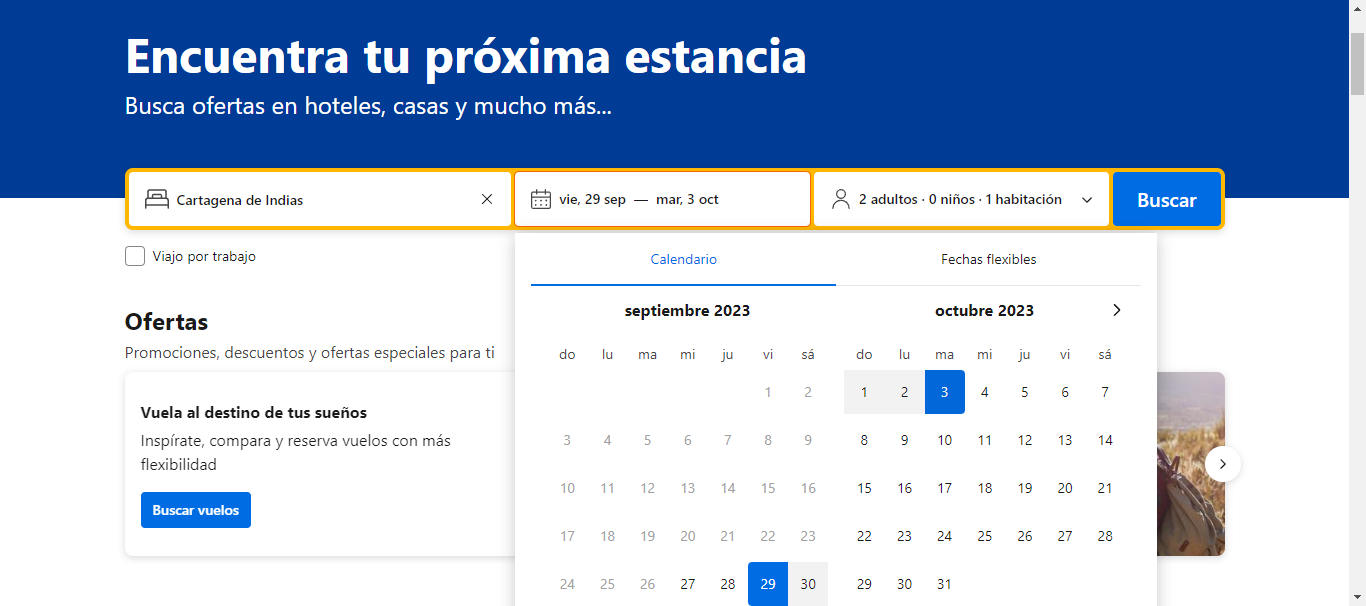 Encuentra tu próxima estancia
Busca ofertas en hoteles, casas y mucho más...
Cartagena de Indias
vie, 29 sep — mar, 3 oct
2 adultos · 0 niños · 1 habitación
Buscar
Viajo por trabajo
Calendario
Fechas flexibles
septiembre 2023
do lu ma mi ju vi sá
1 2
3 4 5 6 7 8 9
10 11 12 13 14 15 16
17 18 19 20 21 22 23
24 25 26 27 28 29 30
octubre 2023
do lu ma mi ju vi sá
1 2 3 4 5 6 7
8 9 10 11 12 13 14
15 16 17 18 19 20 21
22 23 24 25 26 27 28
29 30 31
Ofertas
Promociones, descuentos y ofertas especiales para ti
Vuela al destino de tus sueños
Inspírate, compara y reserva vuelos con más
flexibilidad
Buscar vuelos